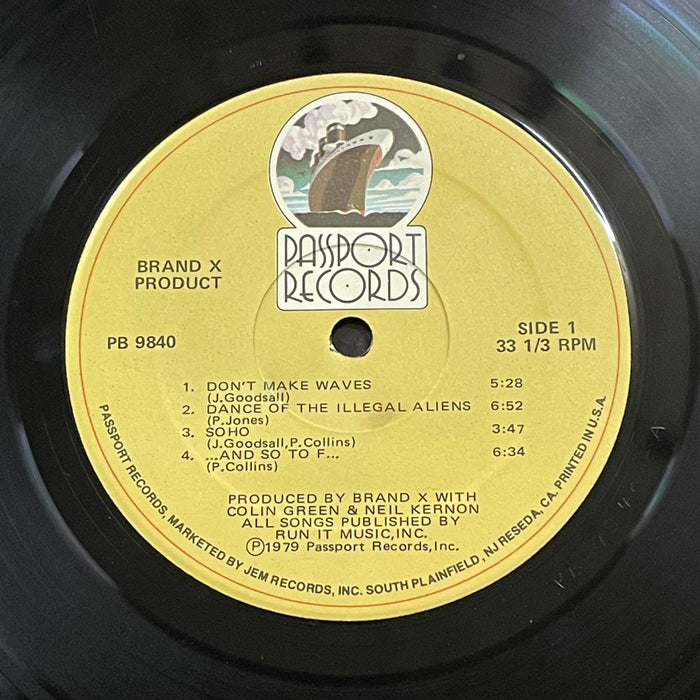 PASSPORT
RECORDS
BRAND X
PRODUCT
PB 9840
SIDE 1
33 1/3 RPM
1. DON'T MAKE WAVES 5:28
(J.Goodsall)
2. DANCE OF THE ILLEGAL ALIENS 6:52
(P.Jones)
3. SOHO 3:47
(J.Goodsall,P.Collins)
4. ...AND SO TO F... 6:34
(P.Collins)
PRODUCED BY BRAND X WITH
COLIN GREEN & NEIL KERNON
ALL SONGS PUBLISHED BY
RUN IT MUSIC,INC.
Ⓟ1979 Passport Records,Inc.
PASSPORT RECORDS, MARKETED BY JEM RECORDS, INC. SOUTH PLAINFIELD, NJ RESEDA, CA. PRINTED IN U.S.A.